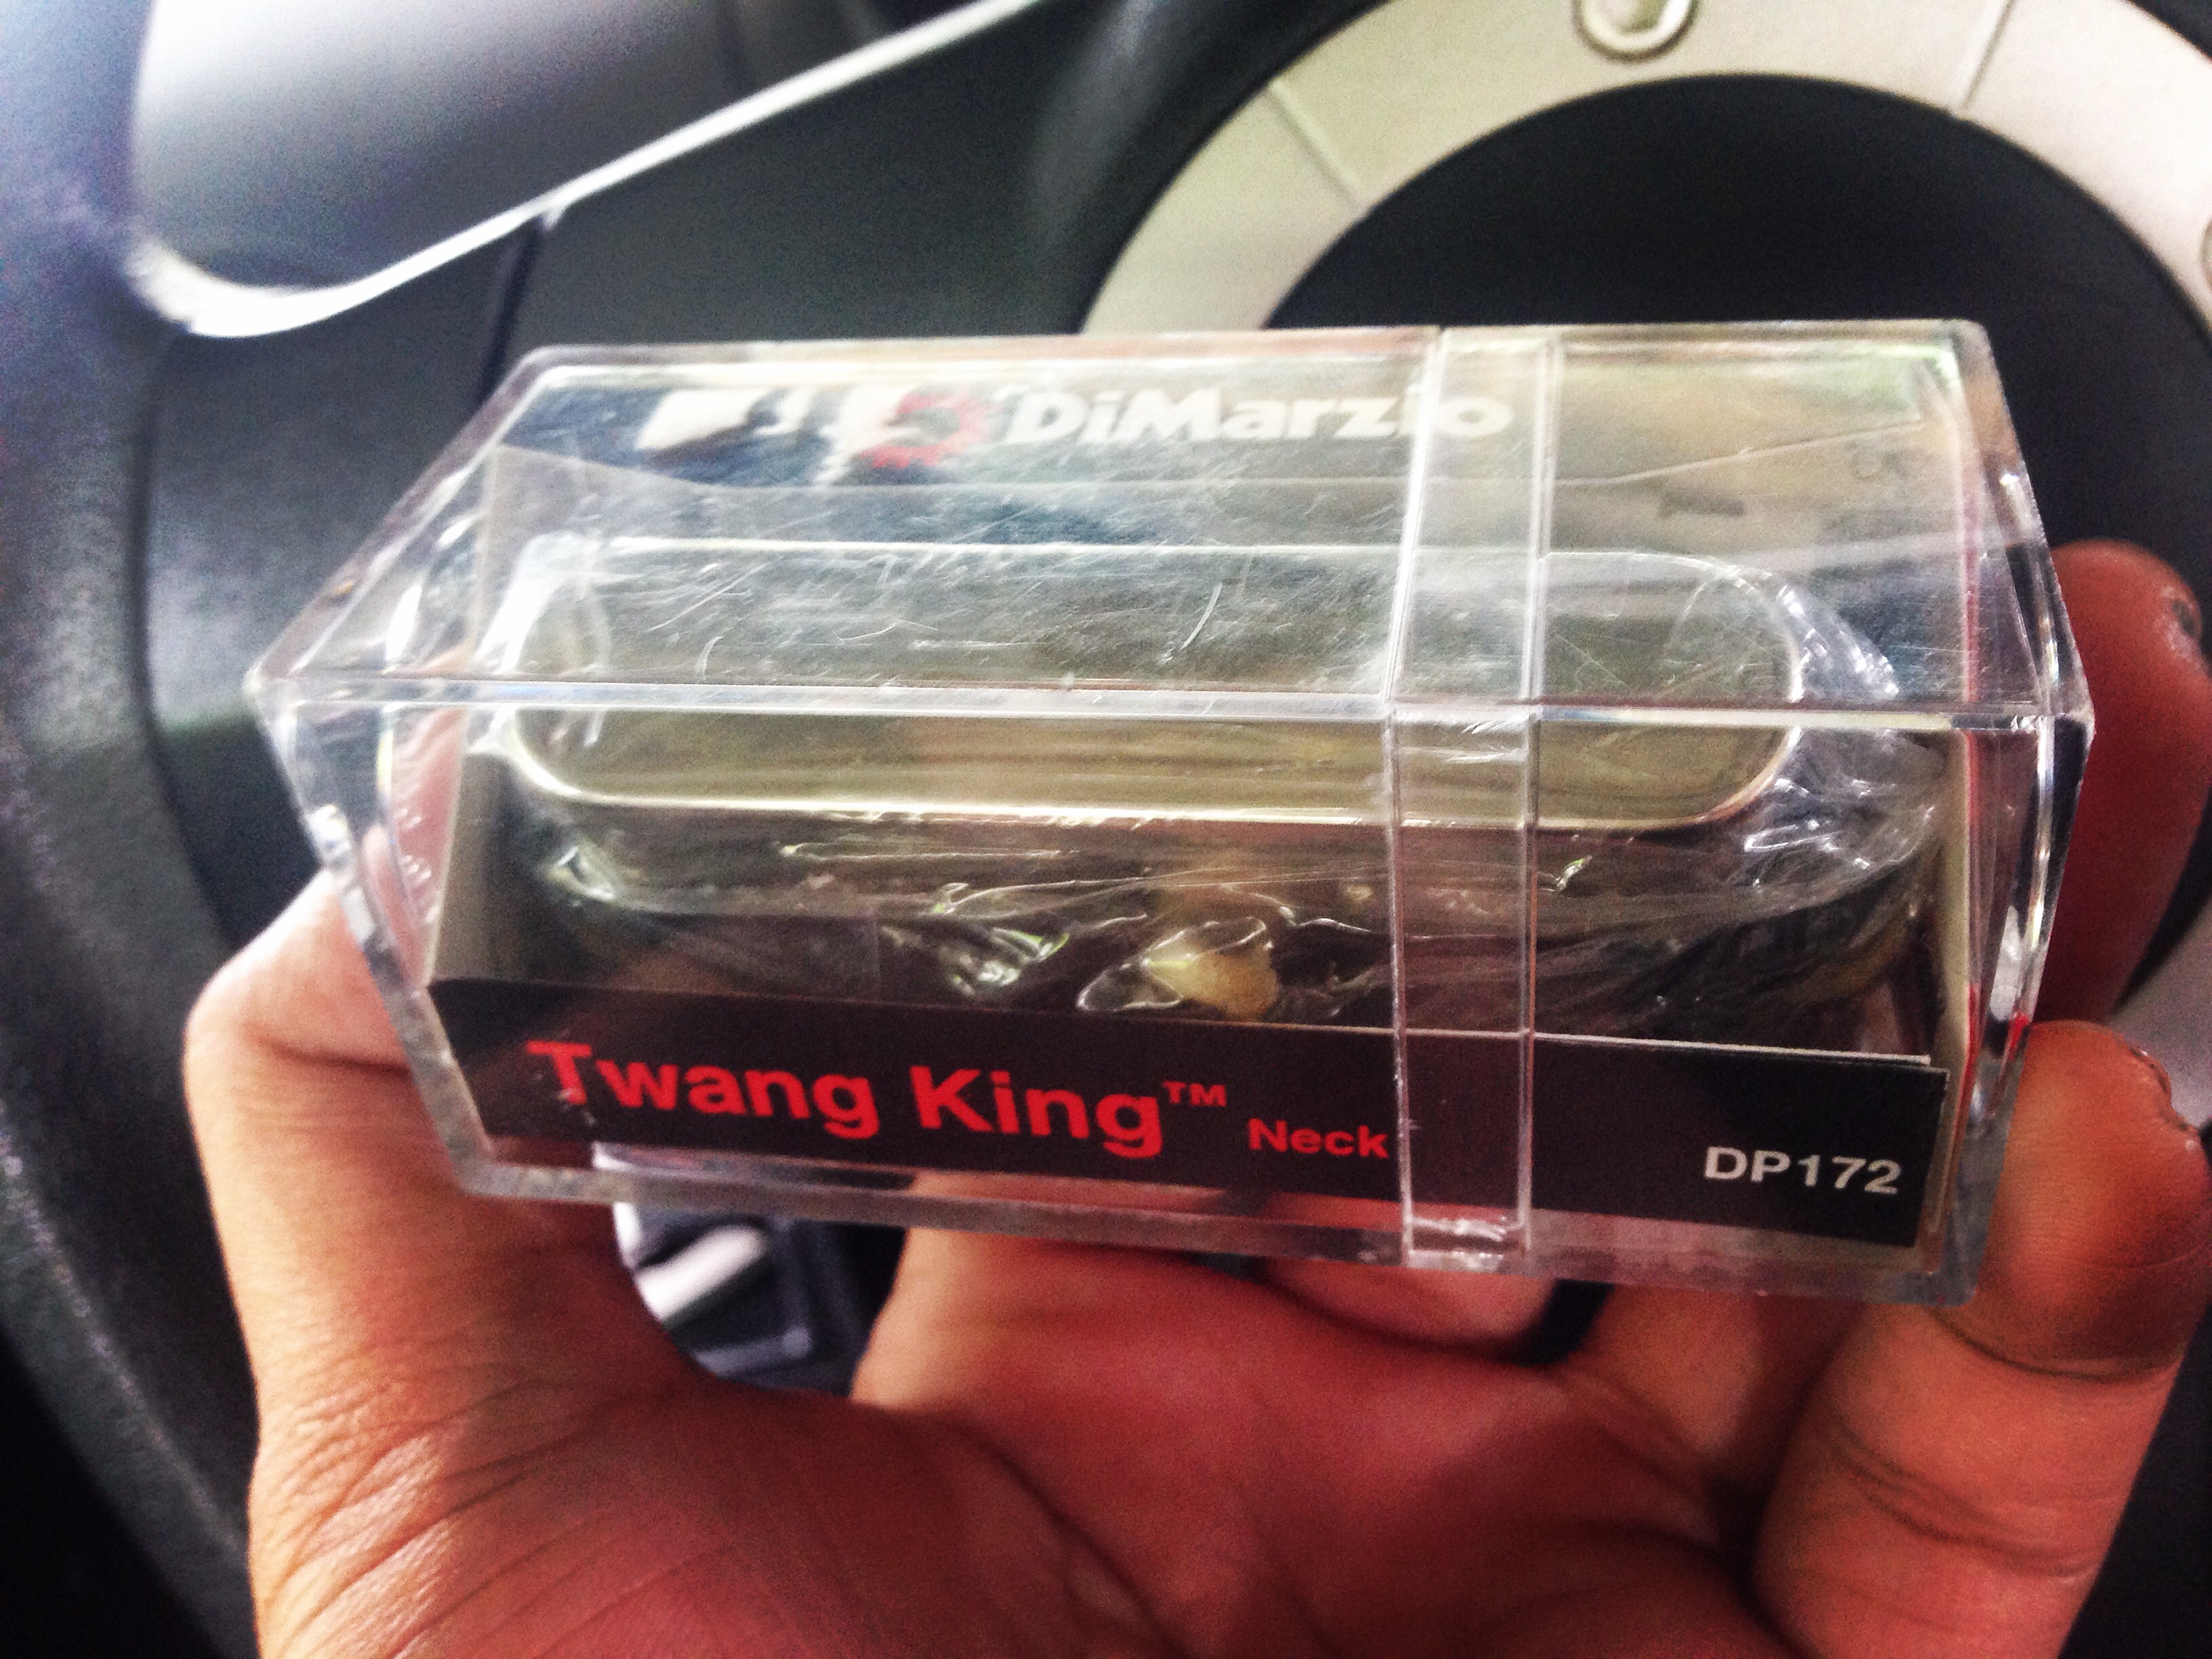 DiMarzio
Twang King™ Neck
DP172